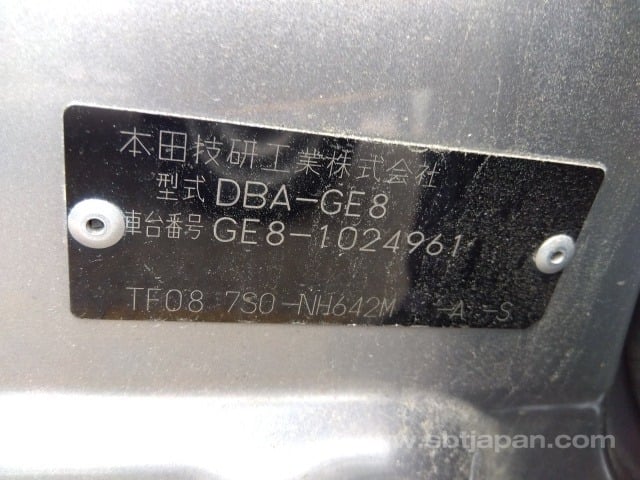 本田技研工業株式会社
型式 DBA-GE8
車台番号 GE8-1024961
TF08 7S0-NH642M -A -S
www.sbtjapan.com